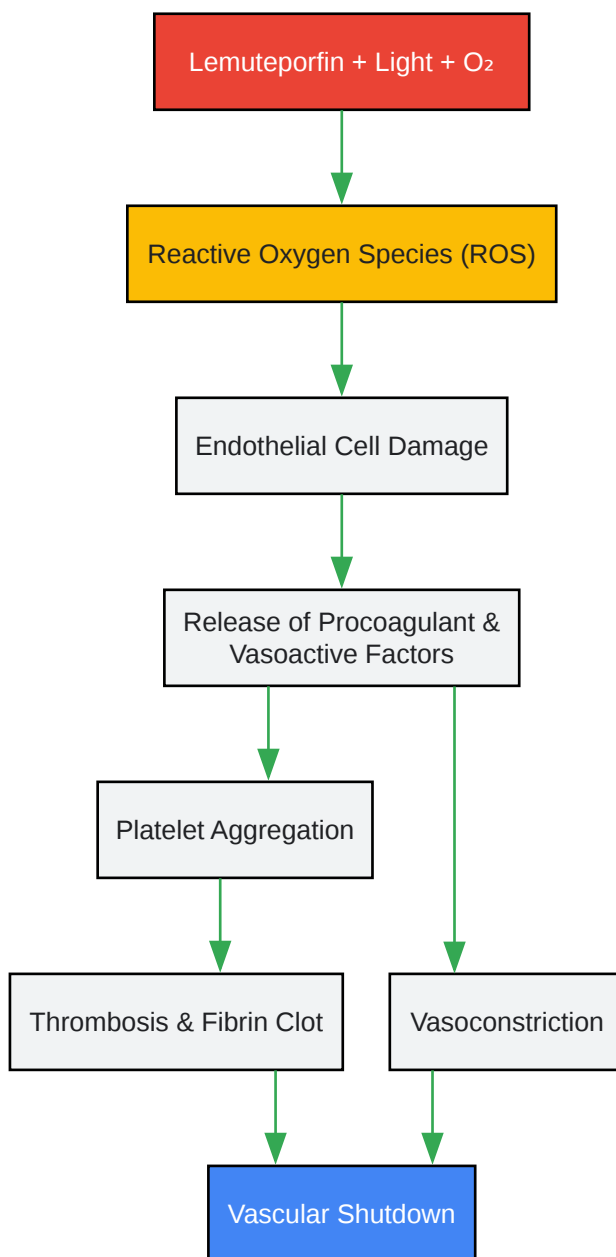 Lemuteporfin + Light + O₂
Reactive Oxygen Species (ROS)
Endothelial Cell Damage
Release of Procoagulant &
Vasoactive Factors
Platelet Aggregation
Thrombosis & Fibrin Clot
Vasoconstriction
Vascular Shutdown